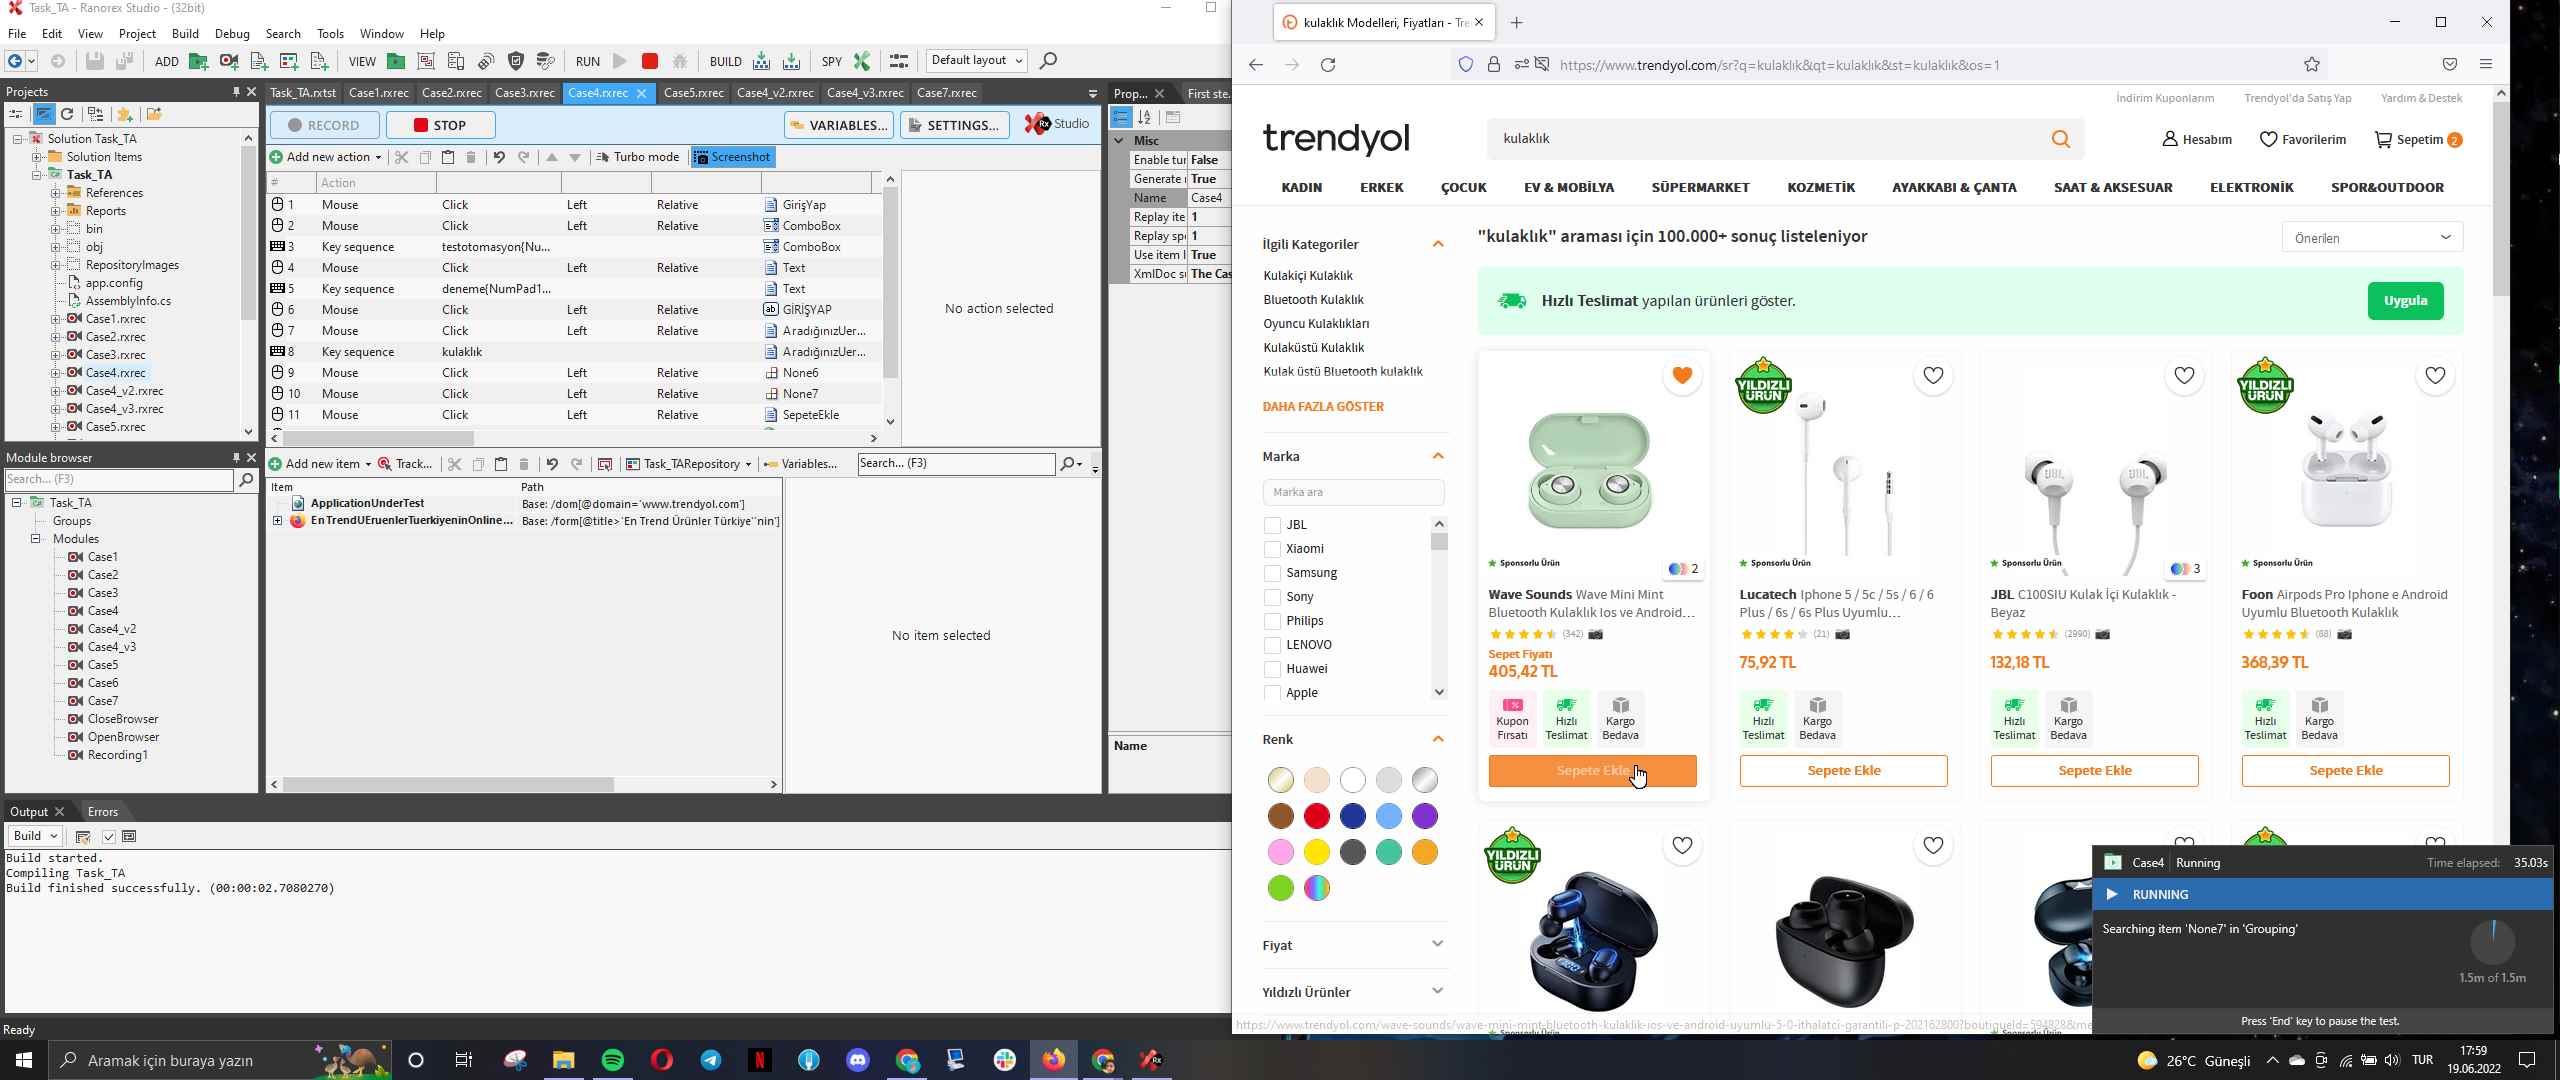 Task_TA - Ranorex Studio - (32bit)
File Edit View Project Build Debug Search Tools Window Help
ADD VIEW RUN BUILD SPY Default layout
Projects
Solution Task_TA
Solution Items
Task_TA
References
Reports
bin
obj
RepositoryImages
app.config
AssemblyInfo.cs
Case1.rxrec
Case2.rxrec
Case3.rxrec
Case4.rxrec
Case4_v2.rxrec
Case4_v3.rxrec
Case5.rxrec
Module browser
Search... (F3)
Task_TA
Groups
Modules
Case1
Case2
Case3
Case4
Case4_v2
Case4_v3
Case5
Case6
Case7
CloseBrowser
OpenBrowser
Recording1
Task_TA.rxtst Case1.rxrec Case2.rxrec Case3.rxrec Case4.rxrec Case5.rxrec Case4_v2.rxrec Case4_v3.rxrec Case7.rxrec
RECORD STOP VARIABLES... SETTINGS... Rx Studio
Add new action Turbo mode Screenshot
# Action
1 Mouse Click Left Relative GirişYap
2 Mouse Click Left Relative ComboBox
3 Key sequence testotomasyon{Nu... ComboBox
4 Mouse Click Left Relative Text
5 Key sequence deneme{NumPad1... Text
6 Mouse Click Left Relative GİRİŞYAP
7 Mouse Click Left Relative AradığınızUer...
8 Key sequence kulaklık AradığınızUer...
9 Mouse Click Left Relative None6
10 Mouse Click Left Relative None7
11 Mouse Click Left Relative SepeteEkle
No action selected
Add new item Track... Task_TARepository Variables... Search... (F3)
Item Path
ApplicationUnderTest Base: /dom[@domain='www.trendyol.com']
EnTrendUEruenlerTuerkiyeninOnline... Base: /form[@title>'En Trend Ürünler Türkiye''nin']
No item selected
Prop... First ste.
Misc
Enable tur False
Generate True
Name Case4
Replay ite 1
Replay spe 1
Use item l True
XmlDoc su The Cas
Name
Output Errors
Build
Build started.
Compiling Task_TA
Build finished successfully. (00:00:02.7080270)
Ready
kulaklık Modelleri, Fiyatları - Tre
https://www.trendyol.com/sr?q=kulaklık&qt=kulaklık&st=kulaklık&os=1
İndirim Kuponlarım Trendyol'da Satış Yap Yardım & Destek
trendyol kulaklık Hesabım Favorilerim Sepetim 2
KADIN ERKEK ÇOCUK EV & MOBİLYA SÜPERMARKET KOZMETİK AYAKKABI & ÇANTA SAAT & AKSESUAR ELEKTRONİK SPOR&OUTDOOR
İlgili Kategoriler
Kulakiçi Kulaklık
Bluetooth Kulaklık
Oyuncu Kulaklıkları
Kulaküstü Kulaklık
Kulak üstü Bluetooth kulaklık
DAHA FAZLA GÖSTER
Marka
Marka ara
JBL
Xiaomi
Samsung
Sony
Philips
LENOVO
Huawei
Apple
Renk
Fiyat
Yıldızlı Ürünler
"kulaklık" araması için 100.000+ sonuç listeleniyor
Önerilen
Hızlı Teslimat yapılan ürünleri göster.
Uygula
Sponsorlu Ürün
2
Wave Sounds Wave Mini Mint
Bluetooth Kulaklık Ios ve Android...
(342)
Sepet Fiyatı
405,42 TL
Kupon Fırsatı
Hızlı Teslimat
Kargo Bedava
Sepete Ekle
YILDIZLI ÜRÜN
Sponsorlu Ürün
Lucatech Iphone 5 / 5c / 5s / 6 / 6
Plus / 6s / 6s Plus Uyumlu...
(21)
75,92 TL
Hızlı Teslimat
Kargo Bedava
Sepete Ekle
Sponsorlu Ürün
3
JBL C100SIU Kulak İçi Kulaklık -
Beyaz
(2990)
132,18 TL
Hızlı Teslimat
Kargo Bedava
Sepete Ekle
YILDIZLI ÜRÜN
Sponsorlu Ürün
Foon Airpods Pro Iphone e Android
Uyumlu Bluetooth Kulaklık
(88)
368,39 TL
Hızlı Teslimat
Kargo Bedava
Sepete Ekle
YILDIZLI ÜRÜN
https://www.trendyol.com/wave-sounds/wave-mini-mint-bluetooth-kulaklik-ios-ve-android-uyumlu-5-0-ithalatci-garantili-p-202162800?boutiqueId=594828&me
Case4 Running Time elapsed: 35.03s
RUNNING
Searching item 'None7' in 'Grouping'
1.5m of 1.5m
Press 'End' key to pause the test.
Aramak için buraya yazın
26°C Güneşli
TUR
17:59
19.06.2022